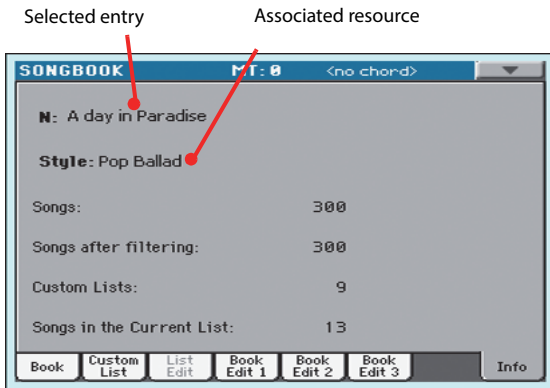 Selected entry Associated resource
SONGBOOK MT: 0 <no chord>
N: A day in Paradise
Style: Pop Ballad
Songs: 300
Songs after filtering: 300
Custom Lists: 9
Songs in the Current List: 13
Book Custom List List Edit Book Edit 1 Book Edit 2 Book Edit 3 Info